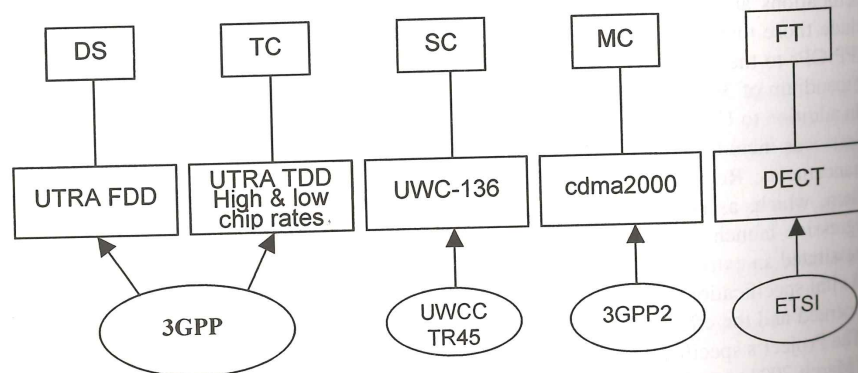 DS
TC
SC
MC
FT
UTRA FDD
UTRA TDD
High & low
chip rates
UWC-136
cdma2000
DECT
3GPP
UWCC
TR45
3GPP2
ETSI